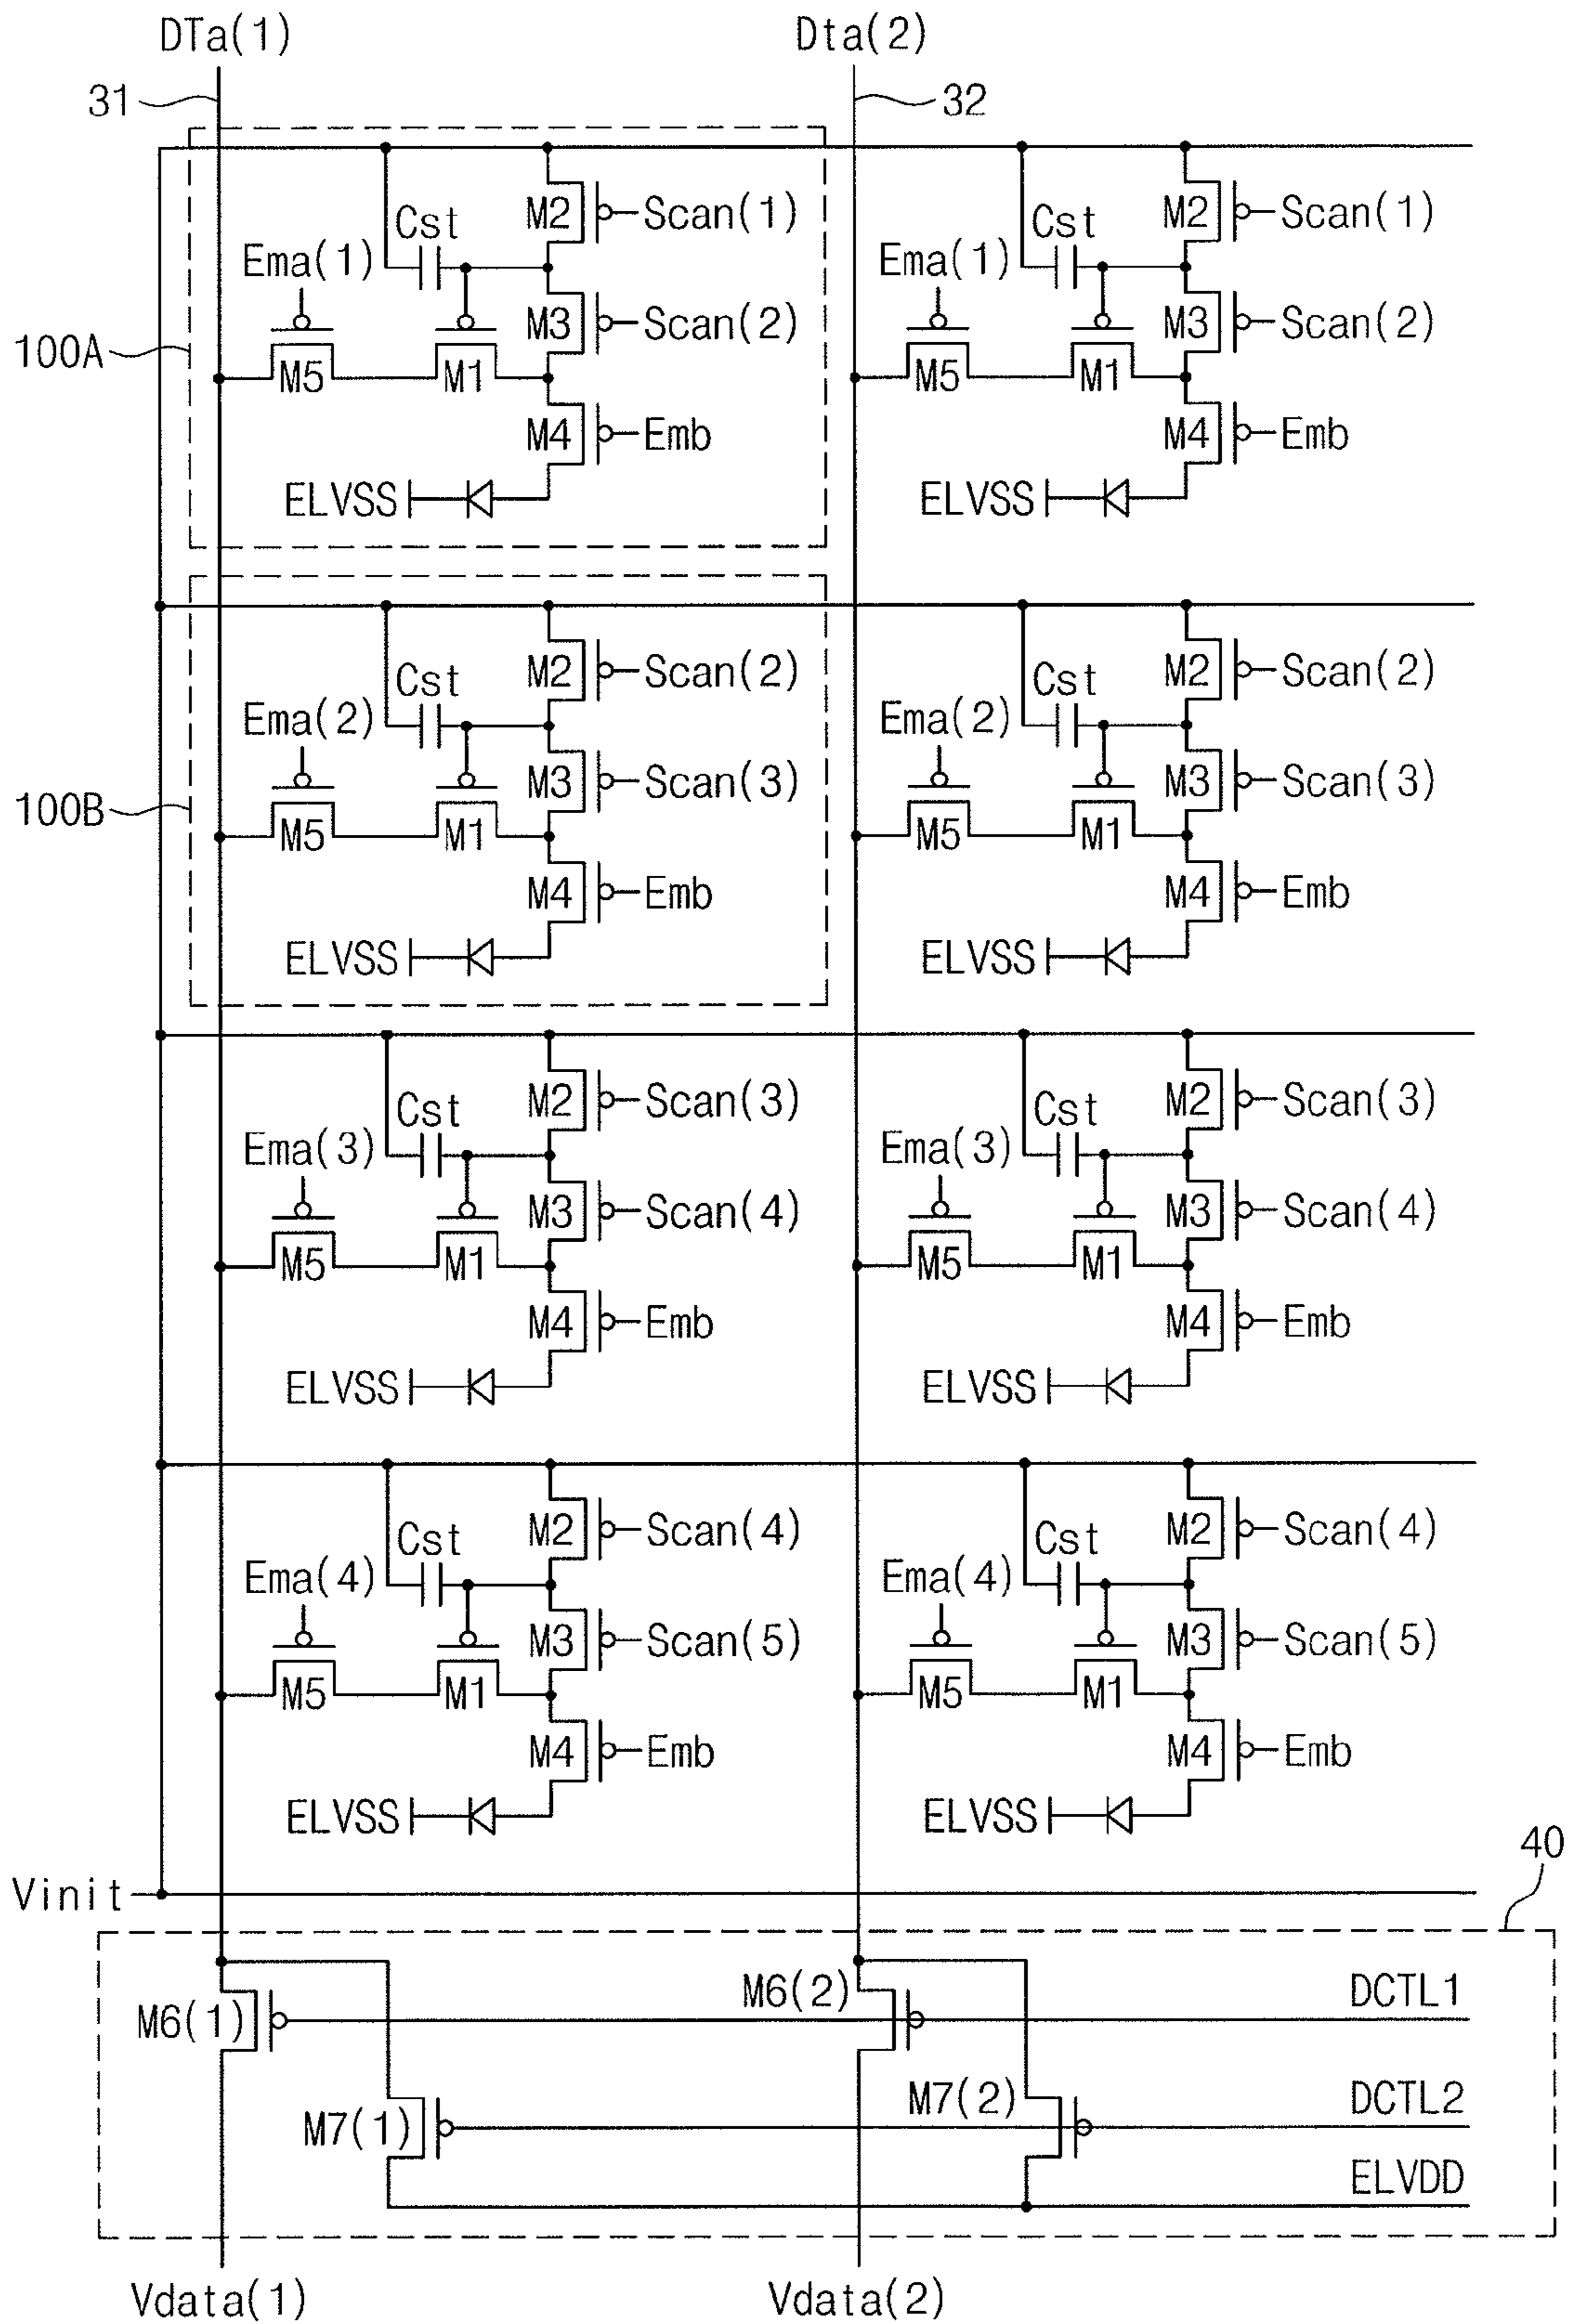 DTa(1) Dta(2)
31 32
M2 Scan(1) M2 Scan(1)
Cst Cst
Ema(1) Ema(1)
M3 Scan(2) M3 Scan(2)
100A
M5 M1 M5 M1
M4 Emb M4 Emb
ELVSS ELVSS
M2 Scan(2) M2 Scan(2)
Cst Cst
Ema(2) Ema(2)
M3 Scan(3) M3 Scan(3)
100B
M5 M1 M5 M1
M4 Emb M4 Emb
ELVSS ELVSS
M2 Scan(3) M2 Scan(3)
Cst Cst
Ema(3) Ema(3)
M3 Scan(4) M3 Scan(4)
M5 M1 M5 M1
M4 Emb M4 Emb
ELVSS ELVSS
M2 Scan(4) M2 Scan(4)
Cst Cst
Ema(4) Ema(4)
M3 Scan(5) M3 Scan(5)
M5 M1 M5 M1
M4 Emb M4 Emb
ELVSS ELVSS
40
Vinit
M6(1) M6(2) DCTL1
M7(1) M7(2) DCTL2
ELVDD
Vdata(1) Vdata(2)